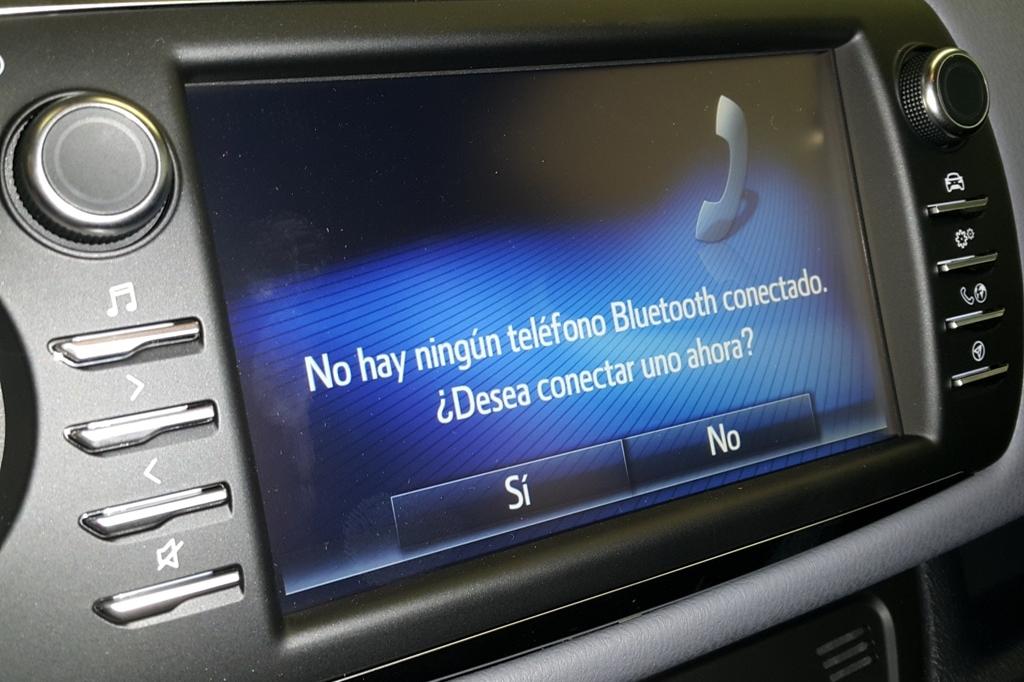 No hay ningún teléfono Bluetooth conectado.
¿Desea conectar uno ahora?
Sí
No